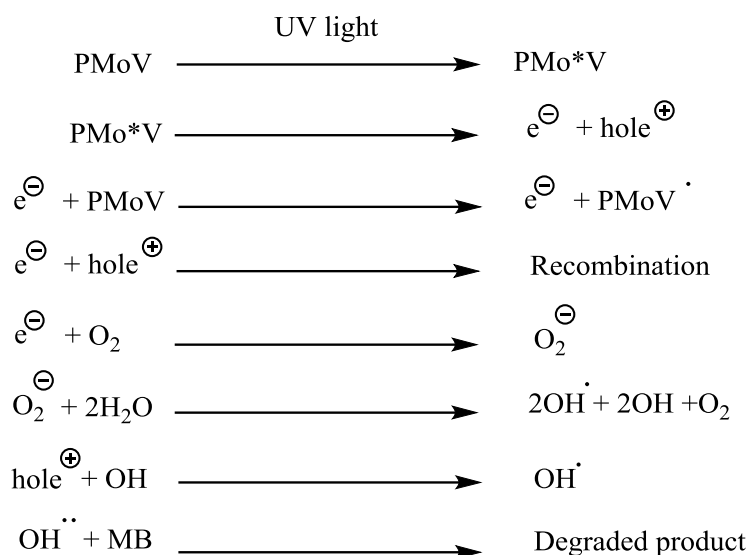 UV light
PMoV → PMo*V
PMo*V → e⊖ + hole⊕
e⊖ + PMoV → e⊖ + PMoV ˙
e⊖ + hole⊕ → Recombination
e⊖ + O₂ → O₂⊖
O₂⊖ + 2H₂O → 2OH˙ + 2OH +O₂
hole⊕ + OH → OH˙
OH˙˙ + MB → Degraded product